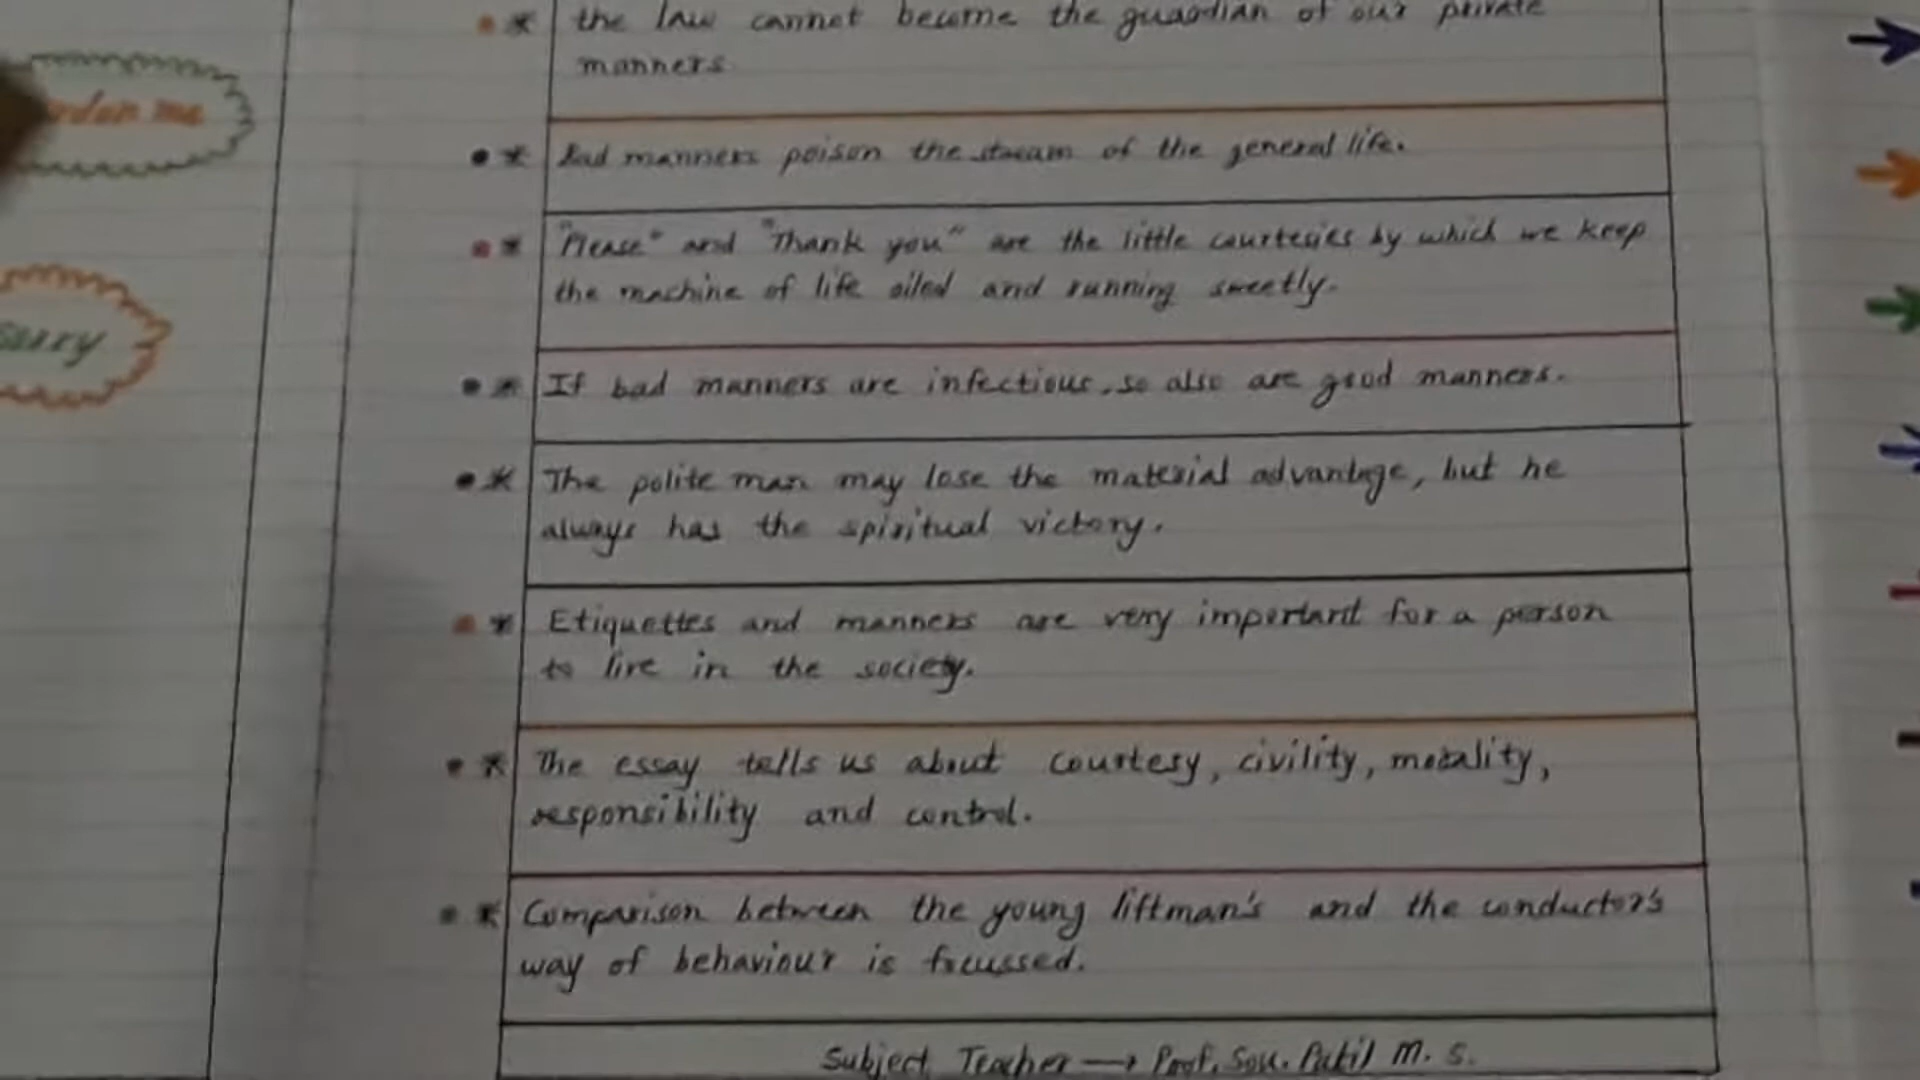 the law cannot become the guardian of our private
manners
Bad manners poison the stream of the general life.
"Please" and "Thank you" are the little courtesies by which we keep
the machine of life oiled and running sweetly.
If bad manners are infectious, so also are good manners.
The polite man may lose the material advantage, but he
always has the spiritual victory.
Etiquettes and manners are very important for a person
to live in the society.
The essay tells us about courtesy, civility, morality,
responsibility and control.
Comparison between the young liftman's and the conductor's
way of behaviour is focussed.
Subject Teacher → Prof. Sou. Patil M. S.
me
sorry